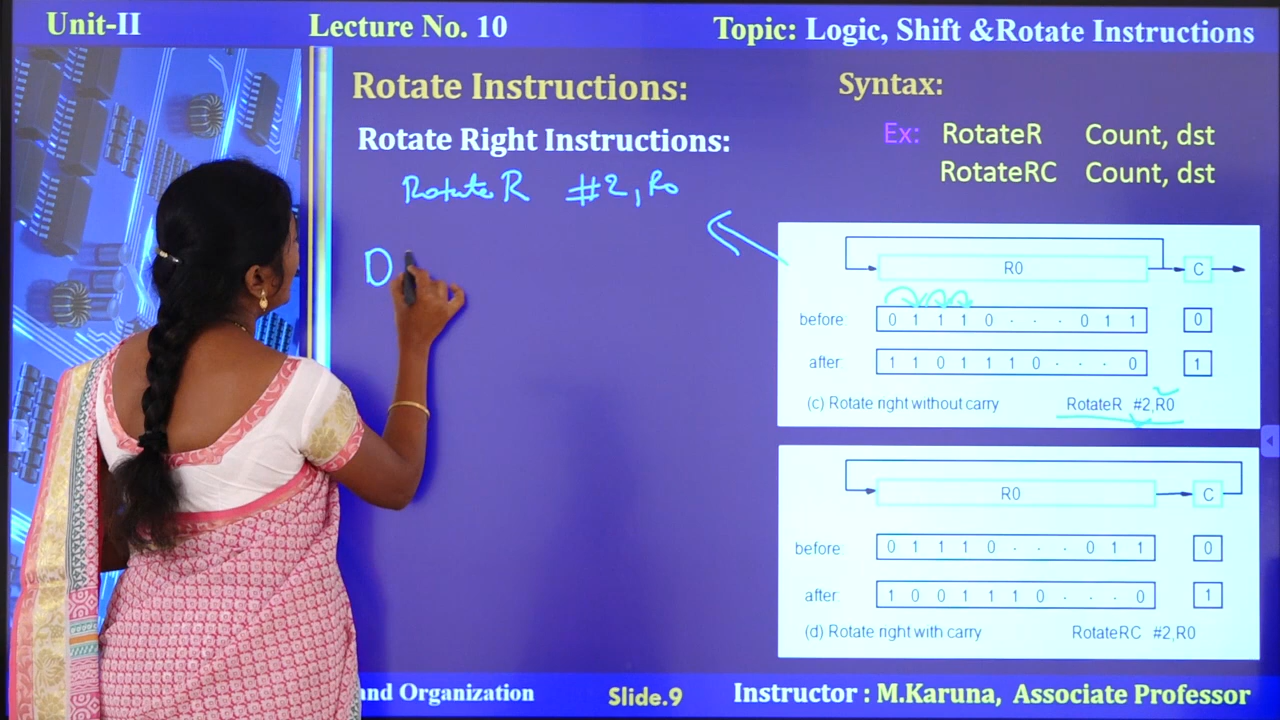 Unit-II Lecture No. 10 Topic: Logic, Shift &Rotate Instructions
Rotate Instructions:
Rotate Right Instructions:
RotateR #2, R0
D
Syntax:
Ex: RotateR Count, dst
RotateRC Count, dst
R0 C
before: 0 1 1 1 0 · · · 0 1 1 0
after: 1 1 0 1 1 1 0 · · · 0 1
(c) Rotate right without carry RotateR #2,R0
R0 C
before: 0 1 1 1 0 · · · 0 1 1 0
after: 1 0 0 1 1 1 0 · · · 0 1
(d) Rotate right with carry RotateRC #2,R0
and Organization Slide.9 Instructor : M.Karuna, Associate Professor